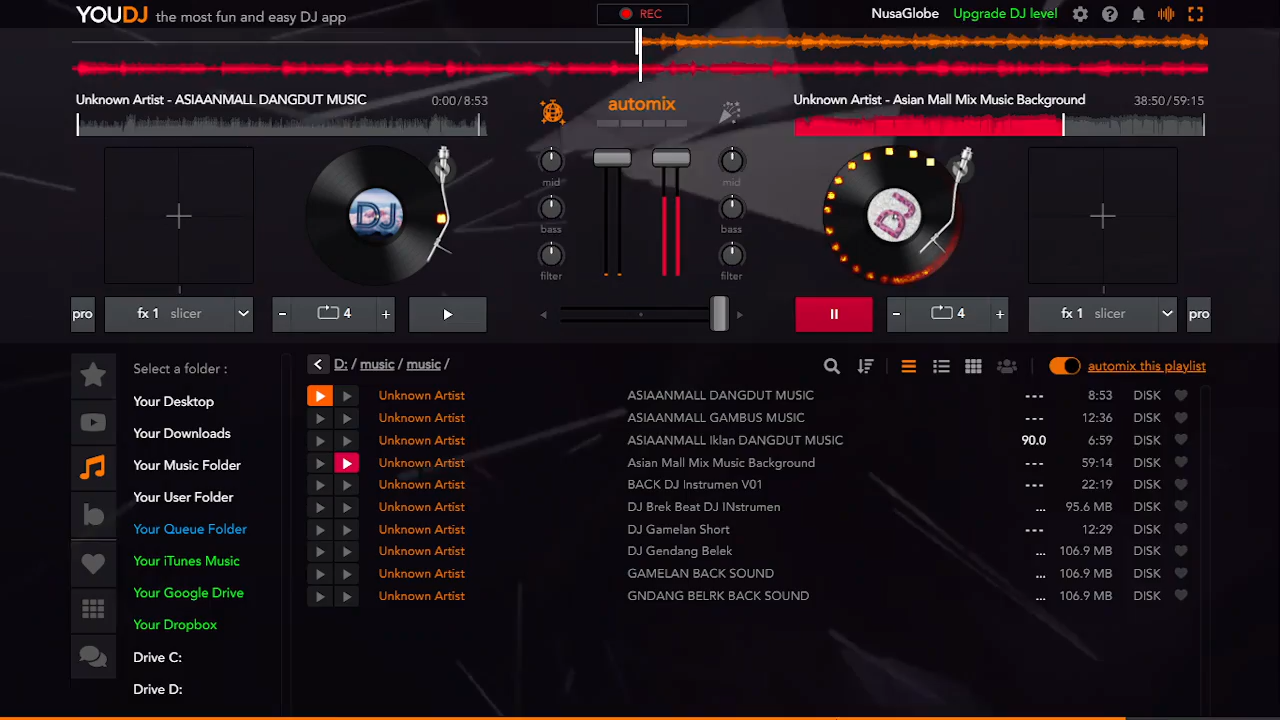 YOUDJ the most fun and easy DJ app
REC
NusaGlobe Upgrade DJ level
Unknown Artist - ASIAANMALL DANGDUT MUSIC 0:00/8:53
automix
Unknown Artist - Asian Mall Mix Music Background 38:50/59:15
DJ
DJ
mid
mid
bass
bass
filter
filter
pro
fx 1 slicer
- 4 +
- 4 +
fx 1 slicer
pro
Select a folder :
Your Desktop
Your Downloads
Your Music Folder
Your User Folder
Your Queue Folder
Your iTunes Music
Your Google Drive
Your Dropbox
Drive C:
Drive D:
D: / music / music /
automix this playlist
Unknown Artist ASIAANMALL DANGDUT MUSIC --- 8:53 DISK
Unknown Artist ASIAANMALL GAMBUS MUSIC --- 12:36 DISK
Unknown Artist ASIAANMALL Iklan DANGDUT MUSIC 90.0 6:59 DISK
Unknown Artist Asian Mall Mix Music Background --- 59:14 DISK
Unknown Artist BACK DJ Instrumen V01 --- 22:19 DISK
Unknown Artist DJ Brek Beat DJ INstrumen ... 95.6 MB DISK
Unknown Artist DJ Gamelan Short --- 12:29 DISK
Unknown Artist DJ Gendang Belek ... 106.9 MB DISK
Unknown Artist GAMELAN BACK SOUND ... 106.9 MB DISK
Unknown Artist GNDANG BELRK BACK SOUND ... 106.9 MB DISK